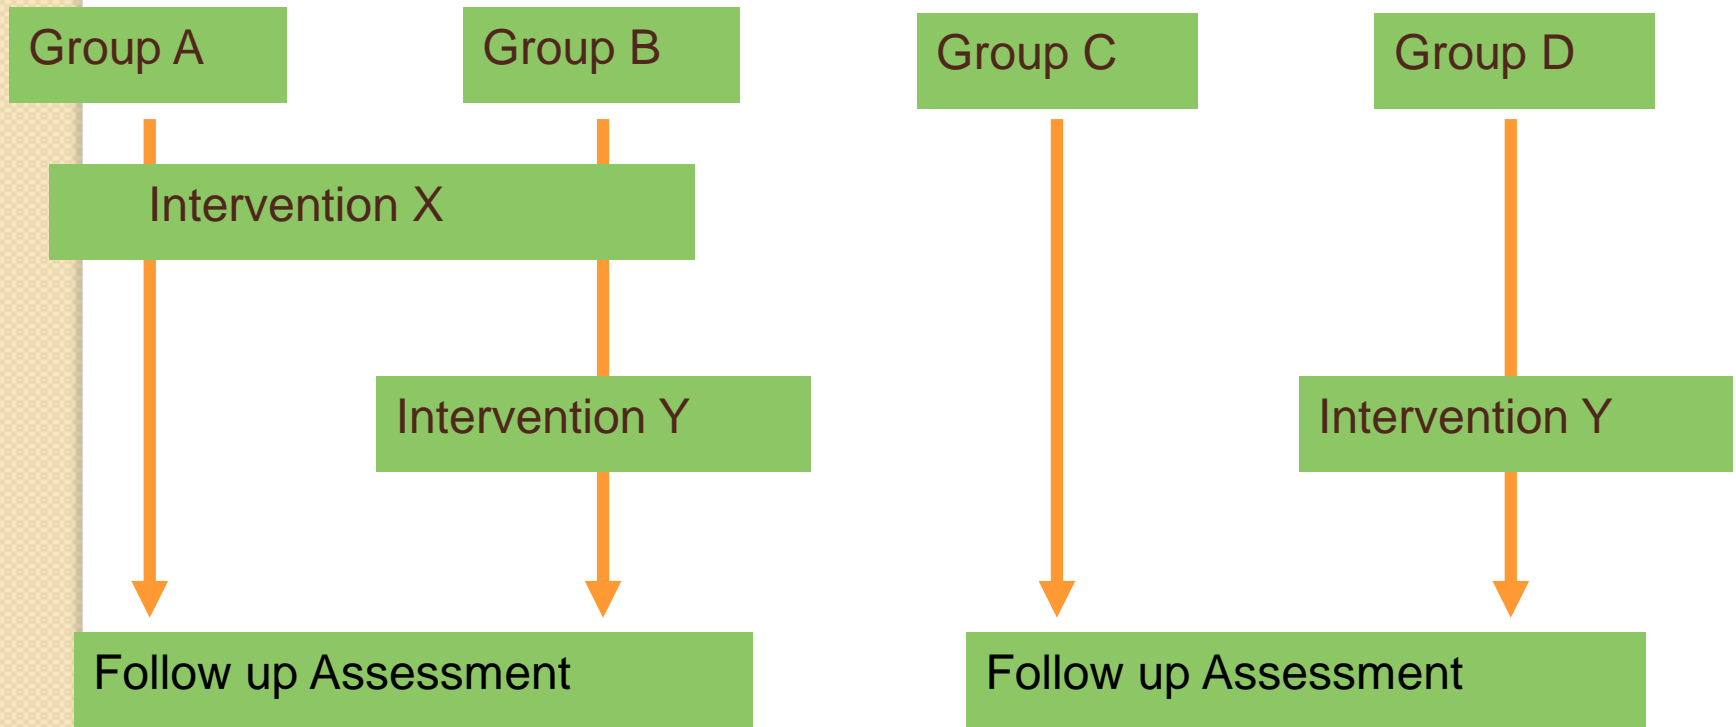 Group A
Group B
Group C
Group D
Intervention X
Intervention Y
Intervention Y
Follow up Assessment
Follow up Assessment